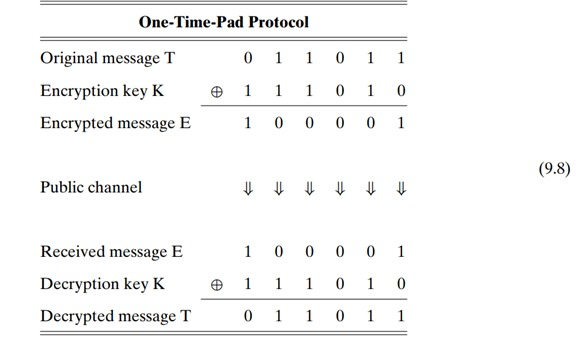 One-Time-Pad Protocol
Original message T 0 1 1 0 1 1
Encryption key K ⊕ 1 1 1 0 1 0
Encrypted message E 1 0 0 0 0 1
(9.8)
Public channel ⇓ ⇓ ⇓ ⇓ ⇓ ⇓
Received message E 1 0 0 0 0 1
Decryption key K ⊕ 1 1 1 0 1 0
Decrypted message T 0 1 1 0 1 1